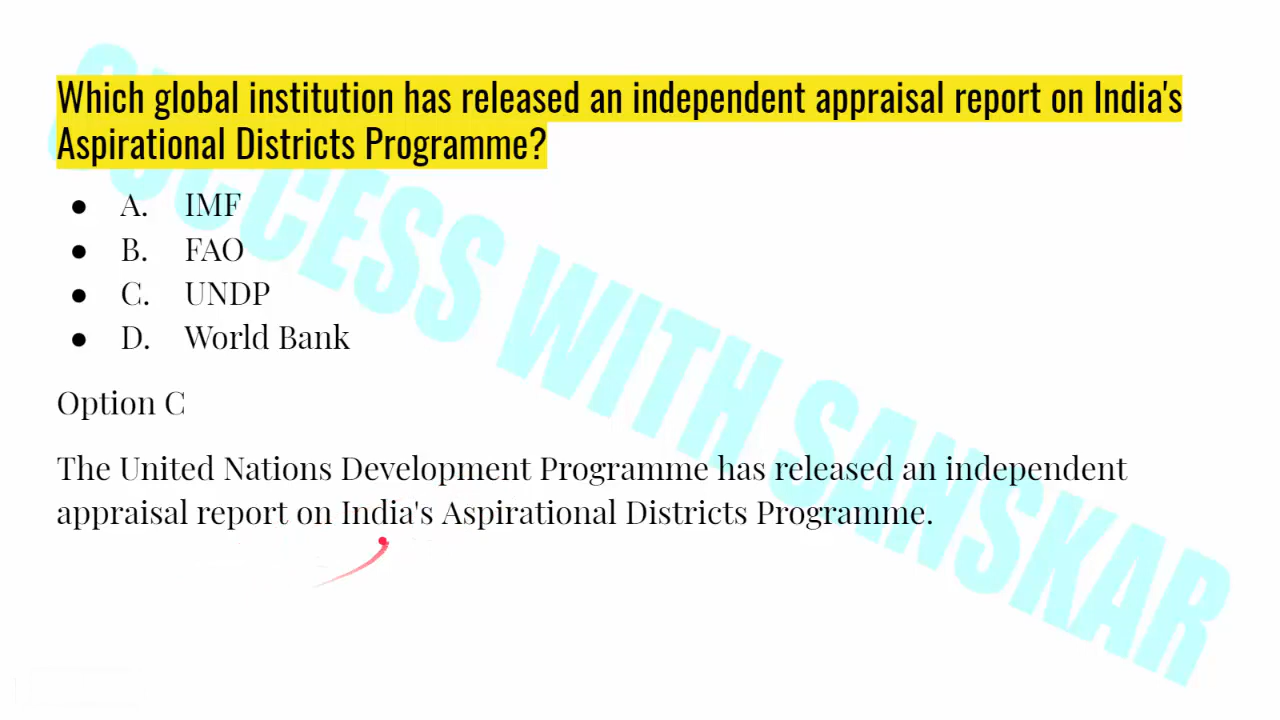 Which global institution has released an independent appraisal report on India's
Aspirational Districts Programme?
● A. IMF
● B. FAO
● C. UNDP
● D. World Bank
Option C
The United Nations Development Programme has released an independent
appraisal report on India's Aspirational Districts Programme.
SUCCESS WITH SANSKAR